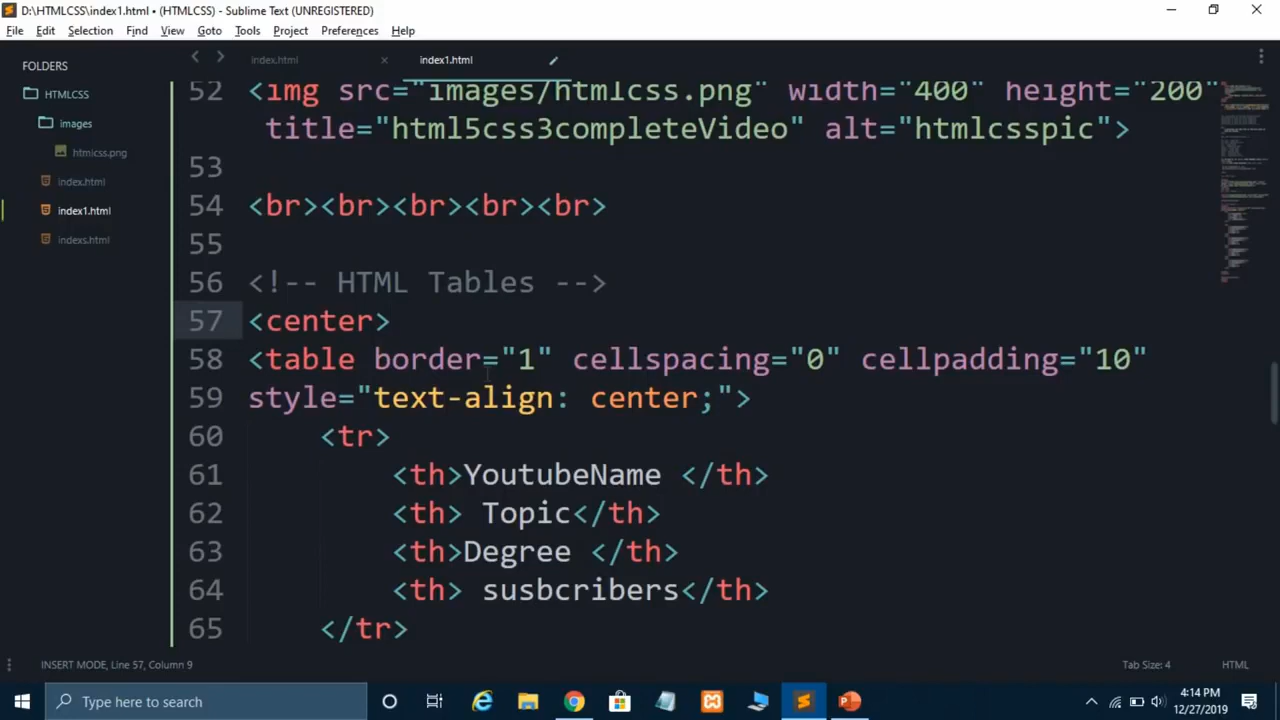 D:\HTMLCSS\index1.html • (HTMLCSS) - Sublime Text (UNREGISTERED)
File Edit Selection Find View Goto Tools Project Preferences Help
FOLDERS
HTMLCSS
images
htmlcss.png
index.html
index1.html
indexs.html
index.html index1.html
52 <img src="images/htmlcss.png" width="400" height="200"
title="html5css3completeVideo" alt="htmlcsspic">
53
54 <br><br><br><br><br>
55
56 <!-- HTML Tables -->
57 <center>
58 <table border="1" cellspacing="0" cellpadding="10"
59 style="text-align: center;">
60 <tr>
61 <th>YoutubeName </th>
62 <th> Topic</th>
63 <th>Degree </th>
64 <th> susbcribers</th>
65 </tr>
INSERT MODE, Line 57, Column 9 Tab Size: 4 HTML
Type here to search
4:14 PM
12/27/2019